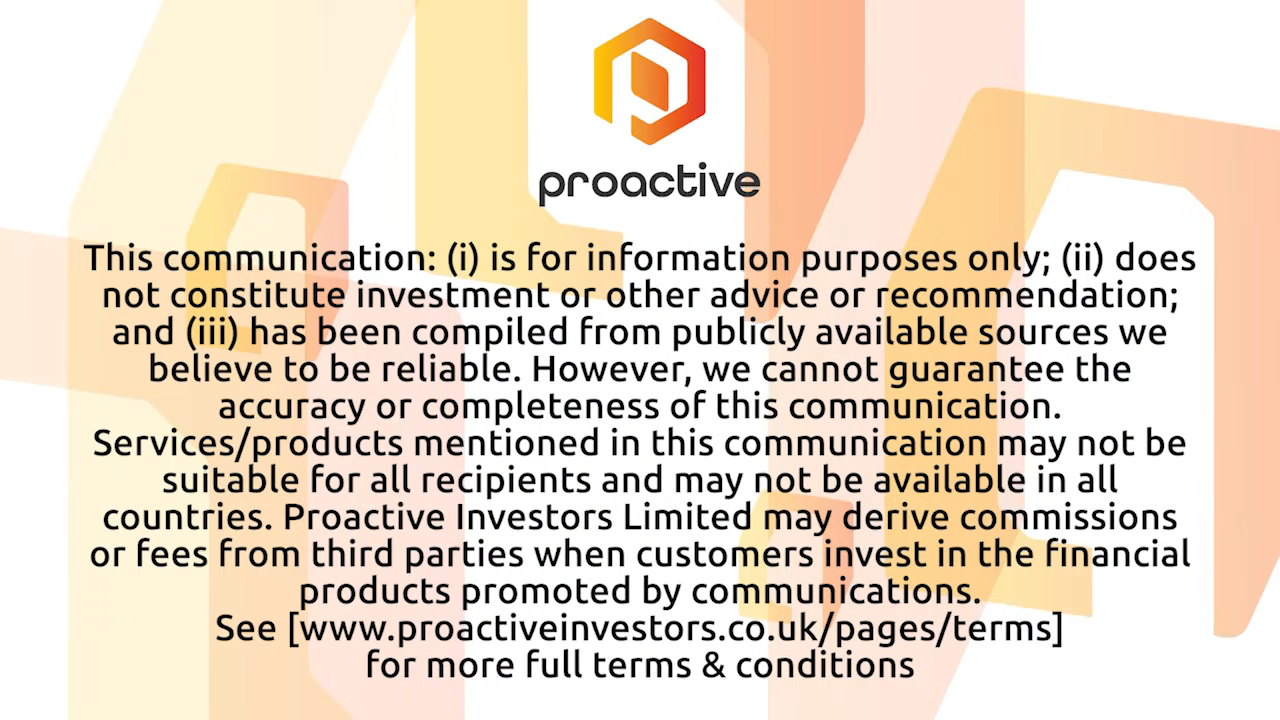 proactive
This communication: (i) is for information purposes only; (ii) does
not constitute investment or other advice or recommendation;
and (iii) has been compiled from publicly available sources we
believe to be reliable. However, we cannot guarantee the
accuracy or completeness of this communication.
Services/products mentioned in this communication may not be
suitable for all recipients and may not be available in all
countries. Proactive Investors Limited may derive commissions
or fees from third parties when customers invest in the financial
products promoted by communications.
See [www.proactiveinvestors.co.uk/pages/terms]
for more full terms & conditions